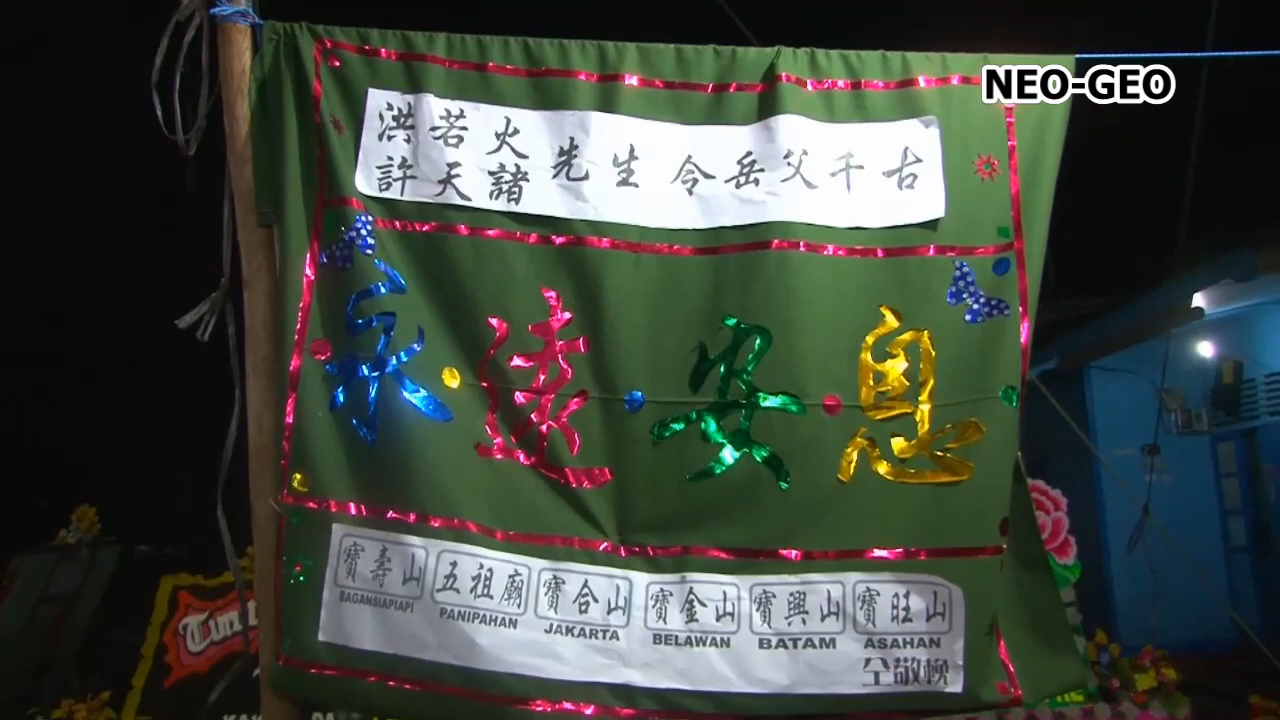 NEO-GEO
洪若火先生令岳父千古
許天諸
永遠安息
寶壽山 五祖廟 寶合山 寶金山 寶興山 寶旺山
BAGANSIAPIAPI PANIPAHAN JAKARTA BELAWAN BATAM ASAHAN
仝敬輓